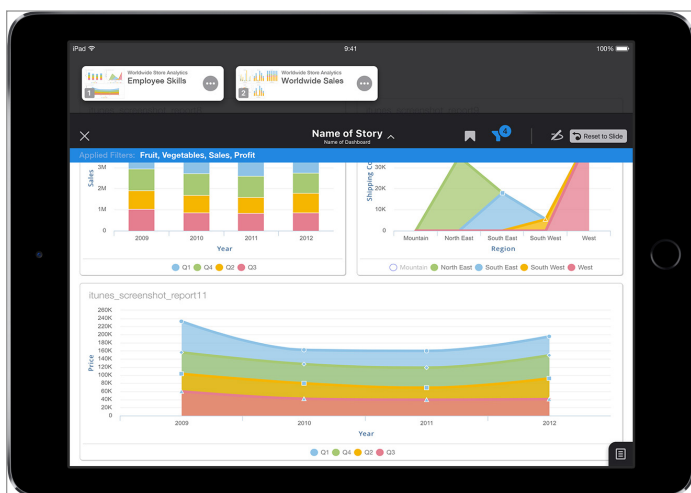 iPad 9:41 100%
Worldwide Store Analytics
Employee Skills
1
Worldwide Store Analytics
Worldwide Sales
2
Name of Story
Name of Dashboard
4
Reset to Slide
Applied Filters: Fruit, Vegetables, Sales, Profit
Sales
3M
2M
1M
0
2009 2010 2011 2012
Year
Q1 Q4 Q2 Q3
30K
20K
10K
0
Mountain North East South East South West West
Region
Mountain North East South East South West West
itunes_screenshot_report11
Price
260K
240K
220K
200K
180K
160K
140K
120K
100K
80K
60K
40K
20K
0
2009 2010 2011 2012
Year
Q1 Q4 Q2 Q3